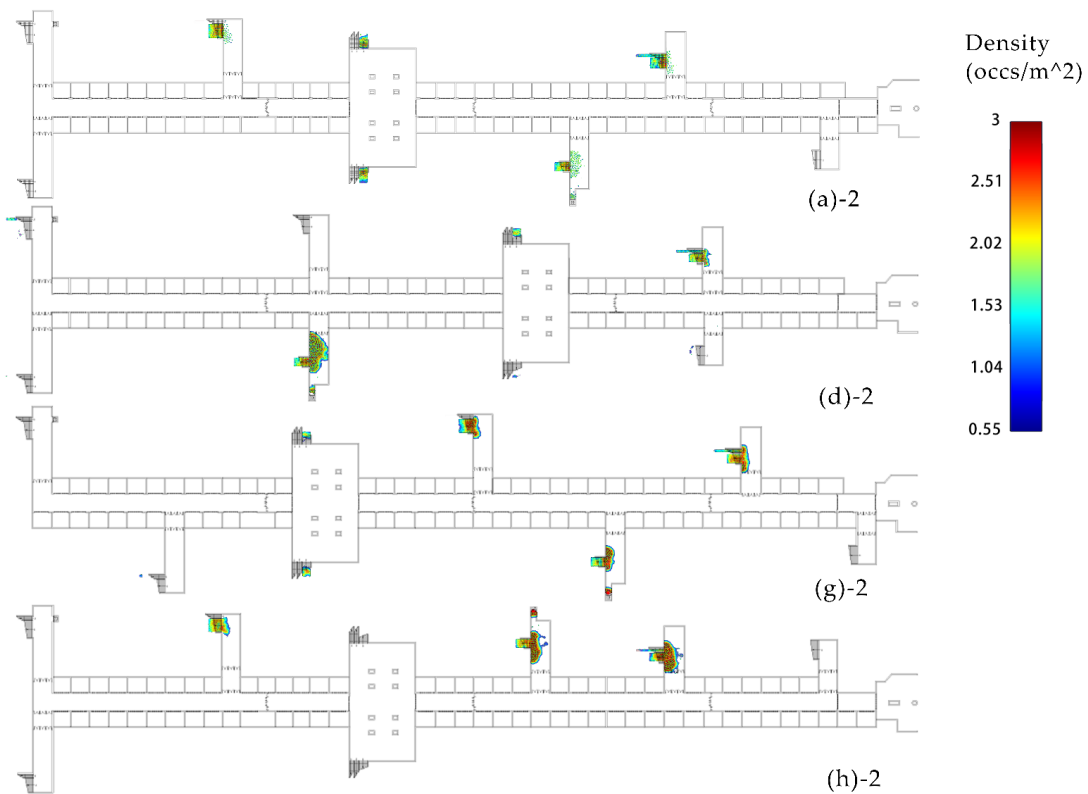 Density
(occs/m^2)
3
2.51
(a)-2
2.02
1.53
1.04
(d)-2
0.55
(g)-2
(h)-2